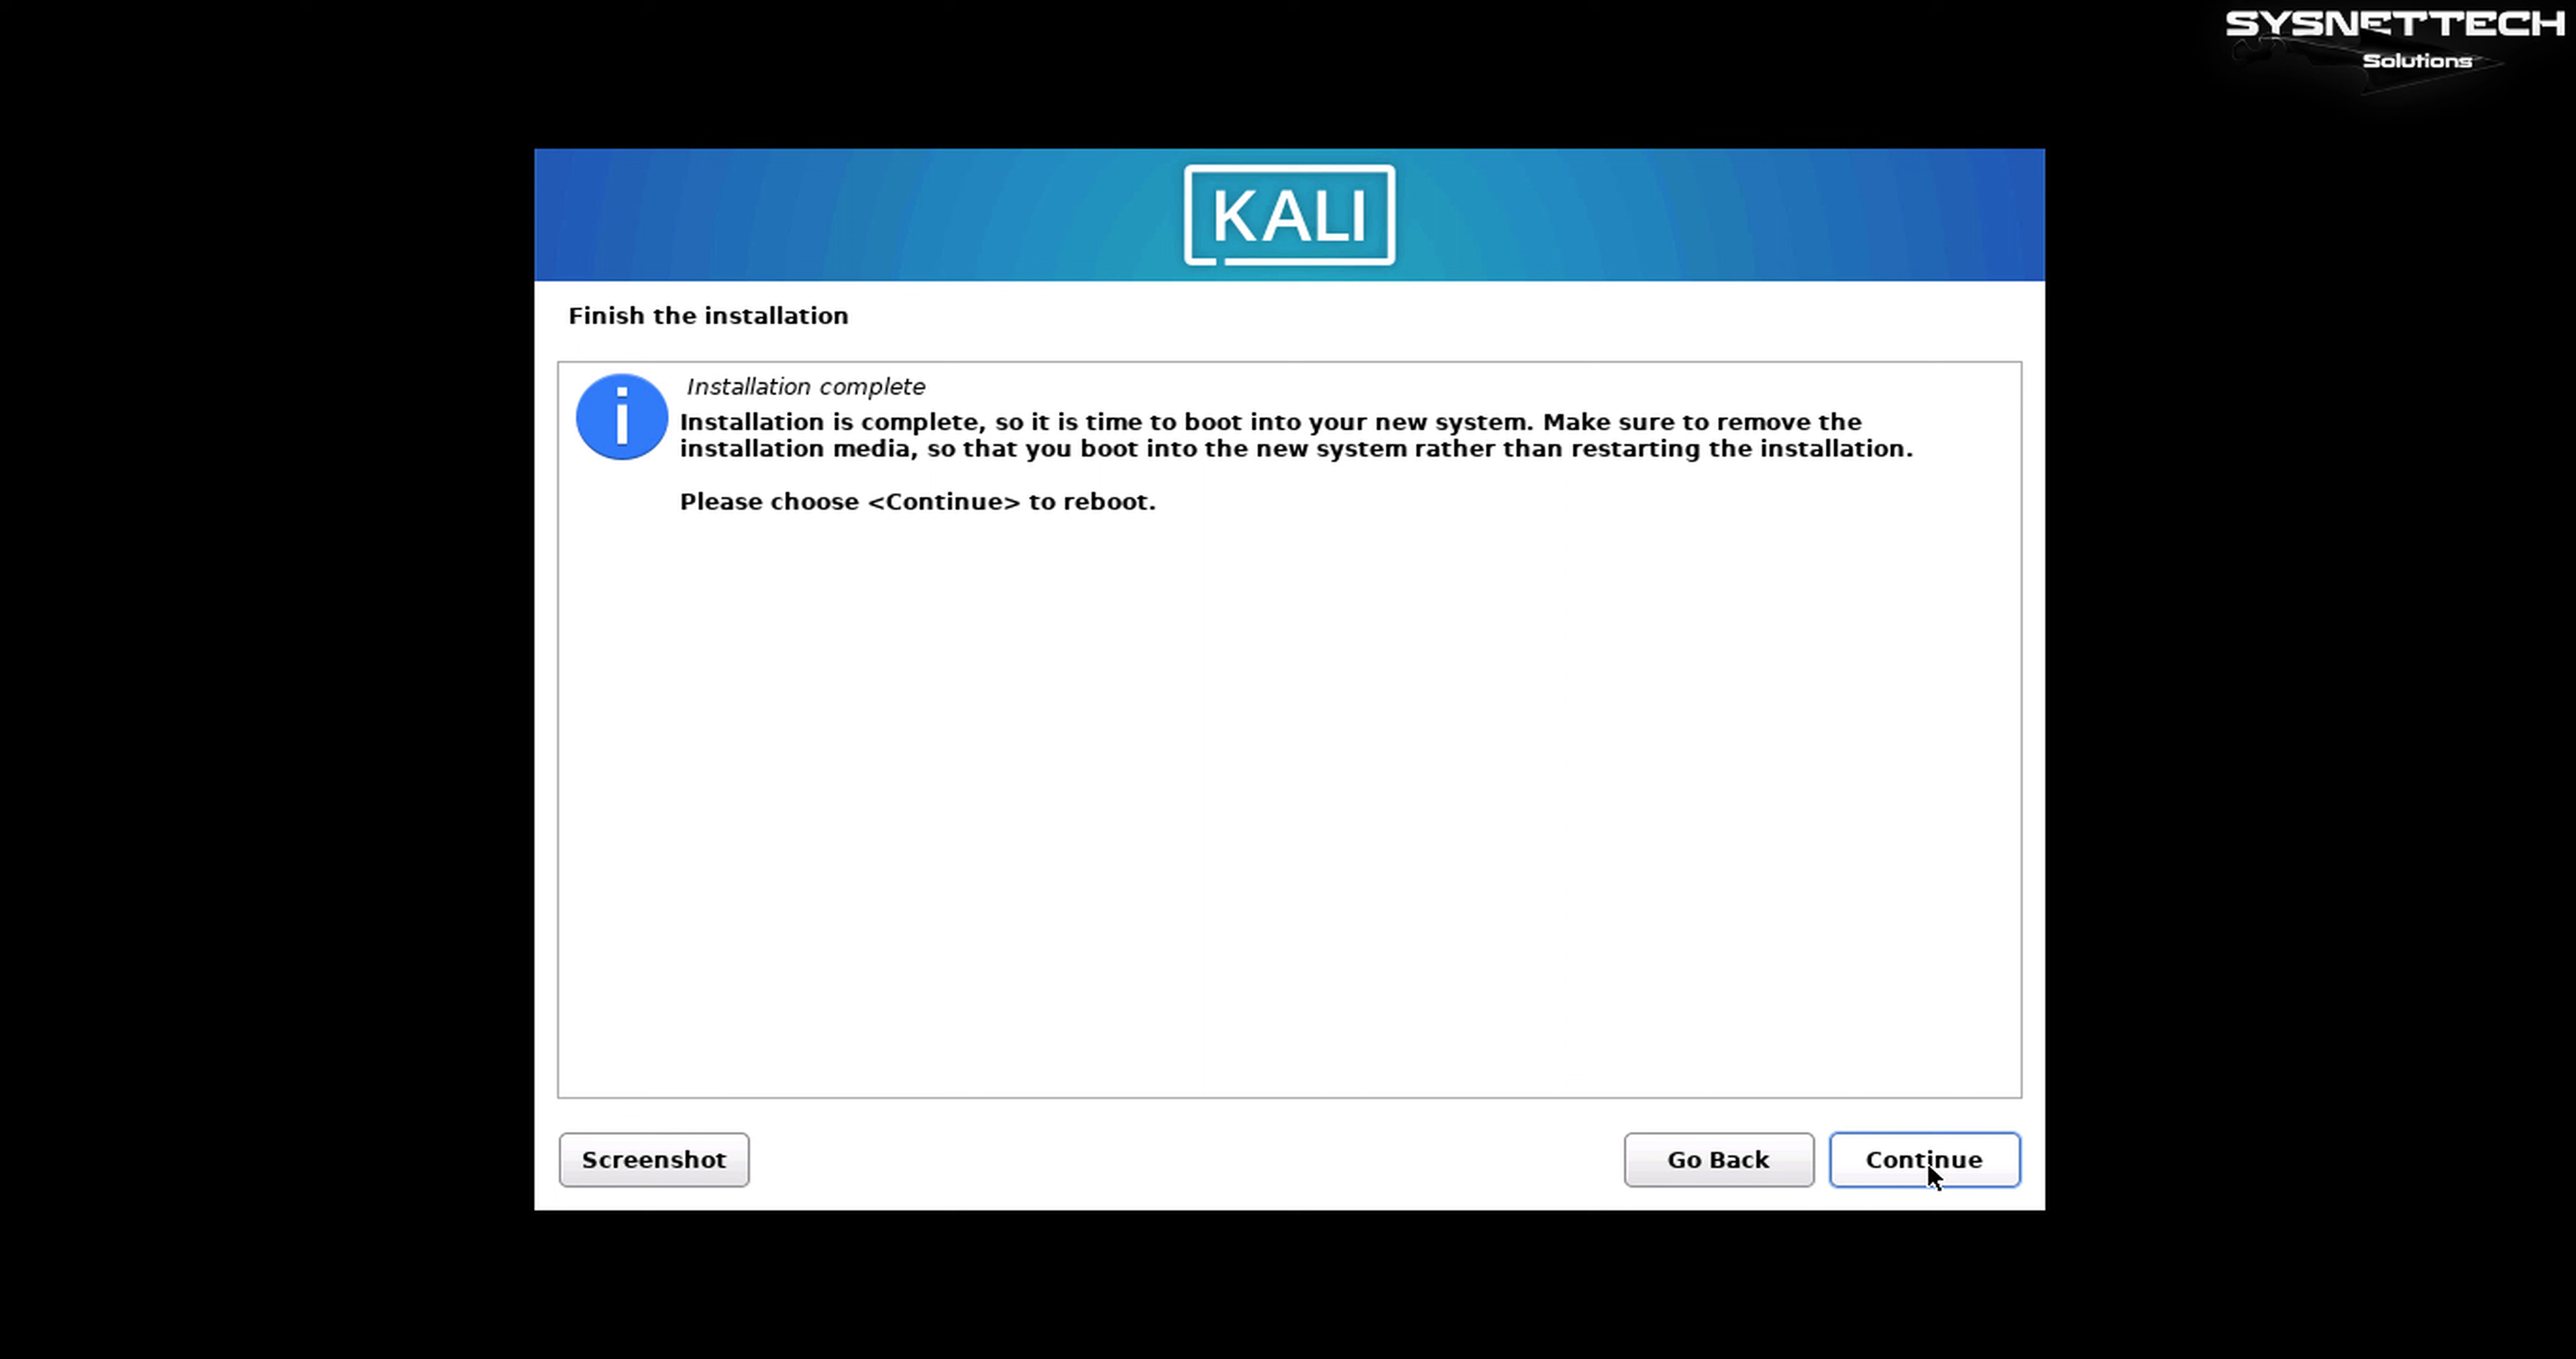 SYSNETTECH
Solutions
KALI
Finish the installation
Installation complete
Installation is complete, so it is time to boot into your new system. Make sure to remove the
installation media, so that you boot into the new system rather than restarting the installation.
Please choose <Continue> to reboot.
Screenshot
Go Back
Continue